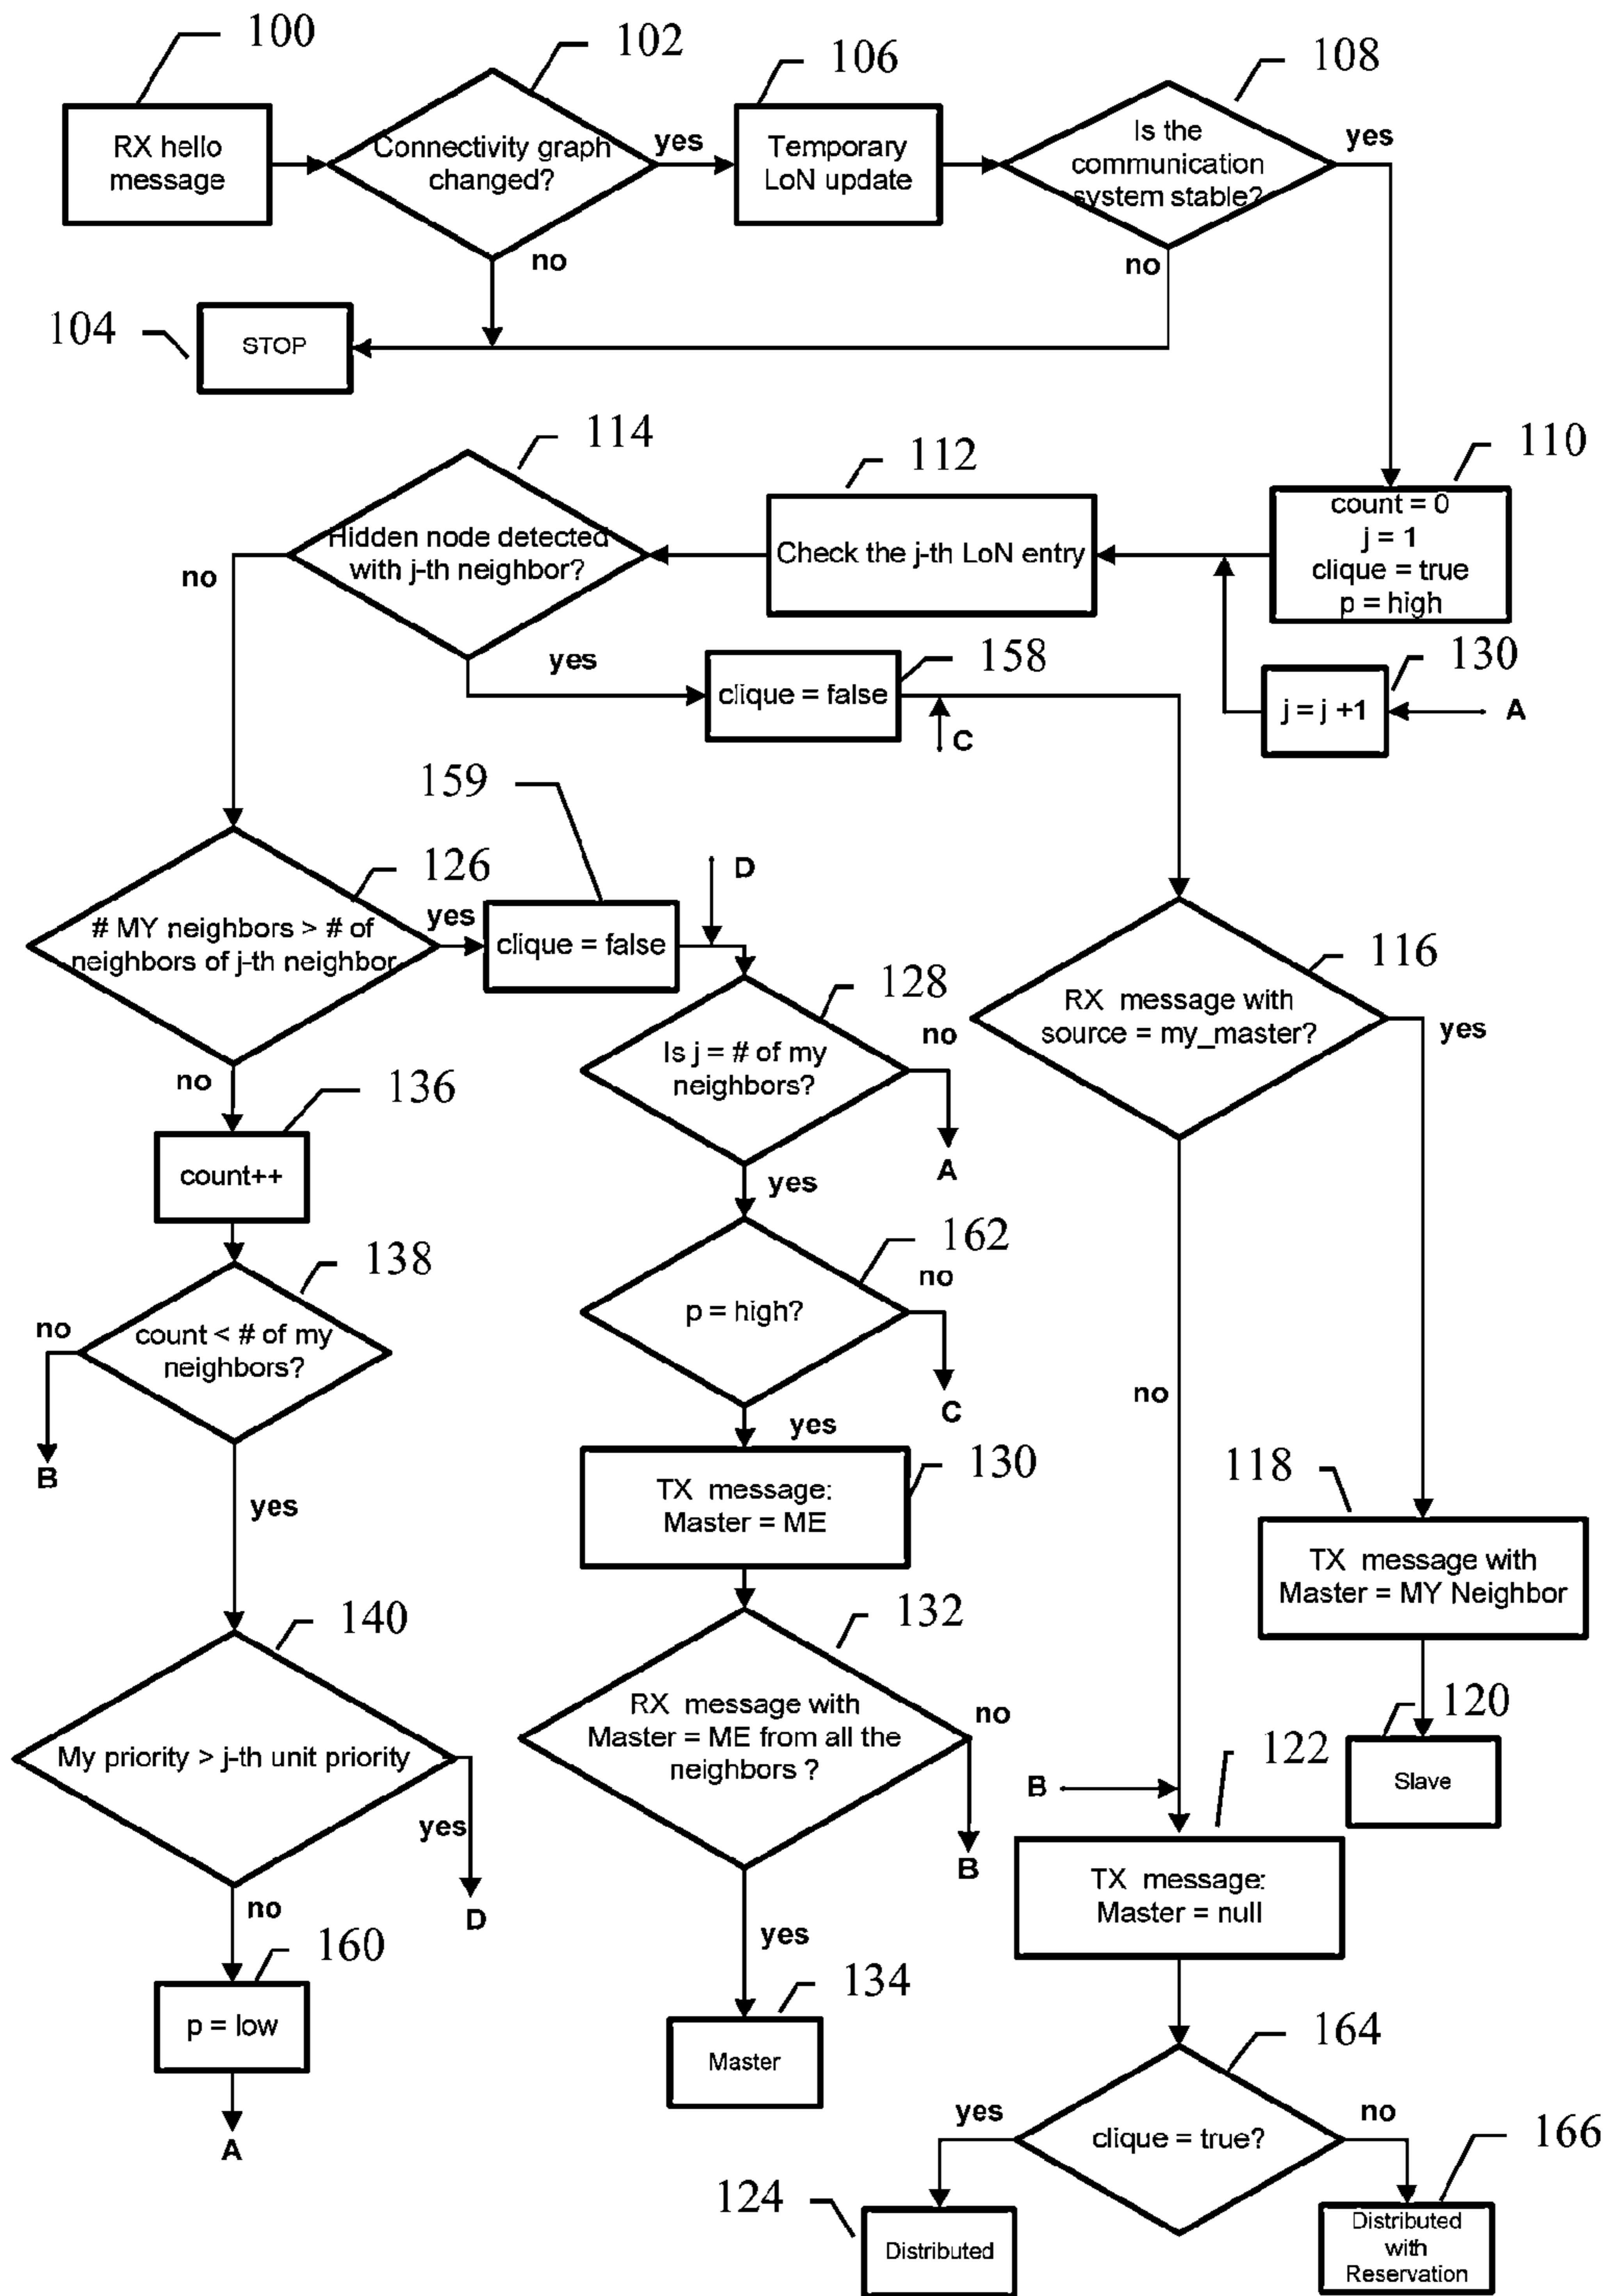 100
102
106
108
RX hello
message
Connectivity graph
changed?
yes
Temporary
LoN update
Is the
communication
system stable?
yes
no
no
104
STOP
114
112
110
Hidden node detected
with j-th neighbor?
Check the j-th LoN entry
count = 0
j = 1
clique = true
p = high
no
yes
clique = false
158
C
130
j = j +1
A
159
D
126
# MY neighbors > # of
neighbors of j-th neighbor
yes
clique = false
no
128
Is j = # of my
neighbors?
no
A
yes
116
RX message with
source = my_master?
yes
no
136
count++
138
count < # of my
neighbors?
no
B
yes
162
p = high?
no
C
yes
130
TX message:
Master = ME
118
TX message with
Master = MY Neighbor
120
Slave
140
My priority > j-th unit priority
yes
D
no
132
RX message with
Master = ME from all the
neighbors ?
no
B
yes
B
122
TX message:
Master = null
160
p = low
A
134
Master
164
clique = true?
yes
no
124
Distributed
166
Distributed
with
Reservation